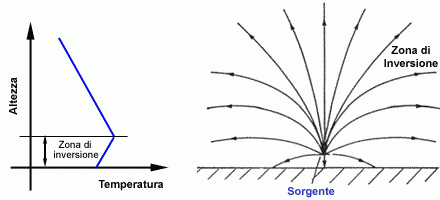 Altezza
Zona di
inversione
Temperatura
Zona di
Inversione
Sorgente